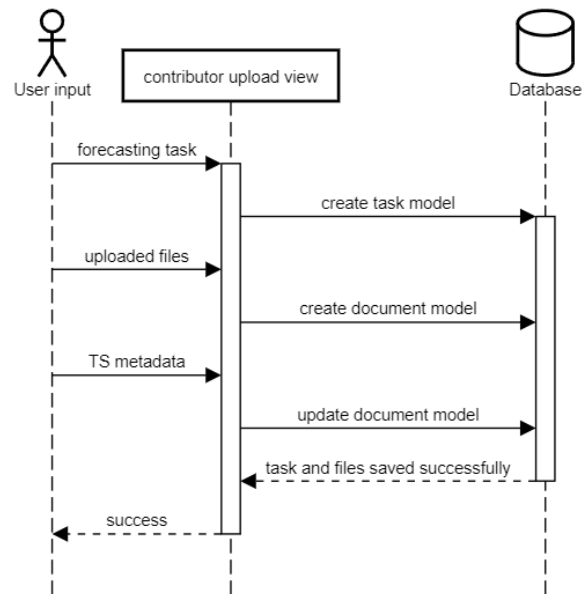 User input
contributor upload view
Database
forecasting task
create task model
uploaded files
create document model
TS metadata
update document model
task and files saved successfully
success